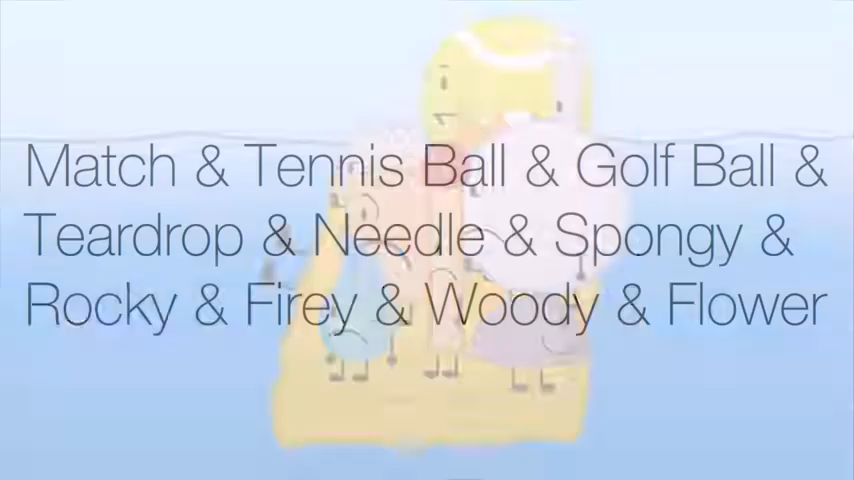 Match & Tennis Ball & Golf Ball &
Teardrop & Needle & Spongy &
Rocky & Firey & Woody & Flower